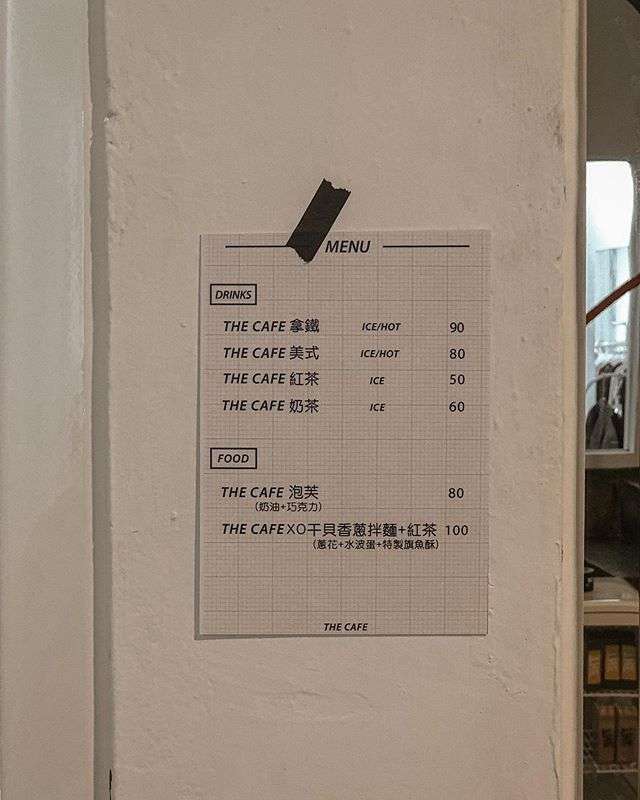 MENU
DRINKS
THE CAFE 拿鐵 ICE/HOT 90
THE CAFE 美式 ICE/HOT 80
THE CAFE 紅茶 ICE 50
THE CAFE 奶茶 ICE 60
FOOD
THE CAFE 泡芙 80
(奶油+巧克力)
THE CAFE XO干貝香蔥拌麵+紅茶 100
(蔥花+水波蛋+特製旗魚酥)
THE CAFE